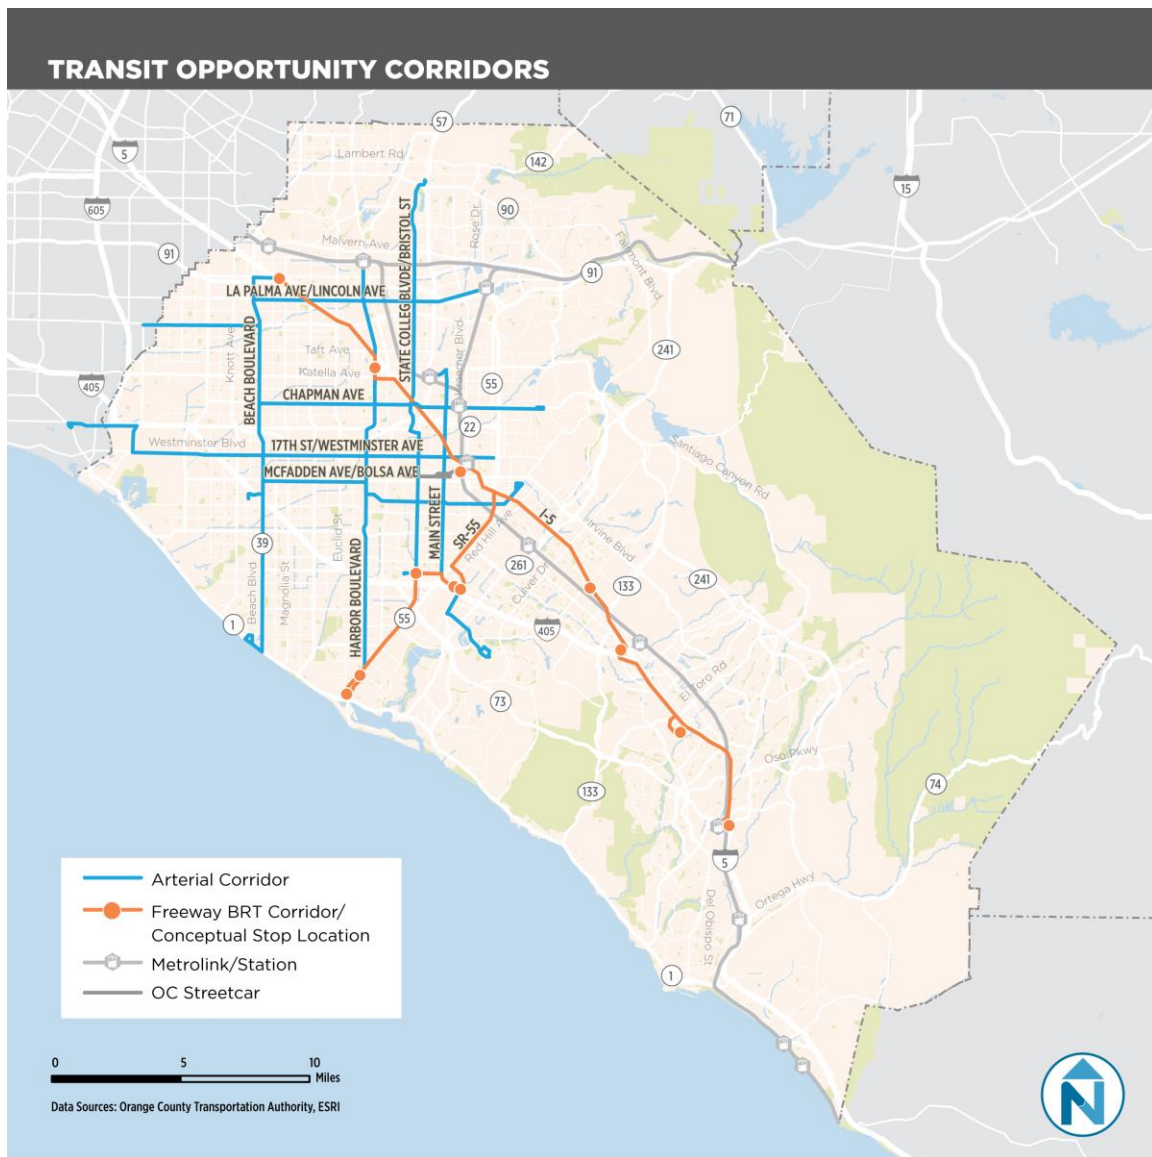 TRANSIT OPPORTUNITY CORRIDORS
57
71
Lambert Rd
142
5
15
605
STATE COLLEG BLVDE/BRISTOL ST
90
Rose Dr
Malvern Ave
Fairmont Blvd
91
91
LA PALMA AVE/LINCOLN AVE
Knott Ave
BEACH BOULEVARD
Taft Ave
Kraemer Blvd
241
Katella Ave
405
55
CHAPMAN AVE
22
Westminster Blvd
17TH ST/WESTMINSTER AVE
Santiago Canyon Rd
MCFADDEN AVE/BOLSA AVE
MAIN STREET
SR-55
I-5
Red Hill Ave
Irvine Blvd
39
Euclid St
261
Culver Dr
133
241
Beach Blvd
Magnolia St
HARBOR BOULEVARD
1
55
405
El Toro Rd
73
Oso Pkwy
133
74
5
Ortega Hwy
Del Obispo St
1
Arterial Corridor
Freeway BRT Corridor/
Conceptual Stop Location
Metrolink/Station
OC Streetcar
0 5 10
Miles
Data Sources: Orange County Transportation Authority, ESRI
N